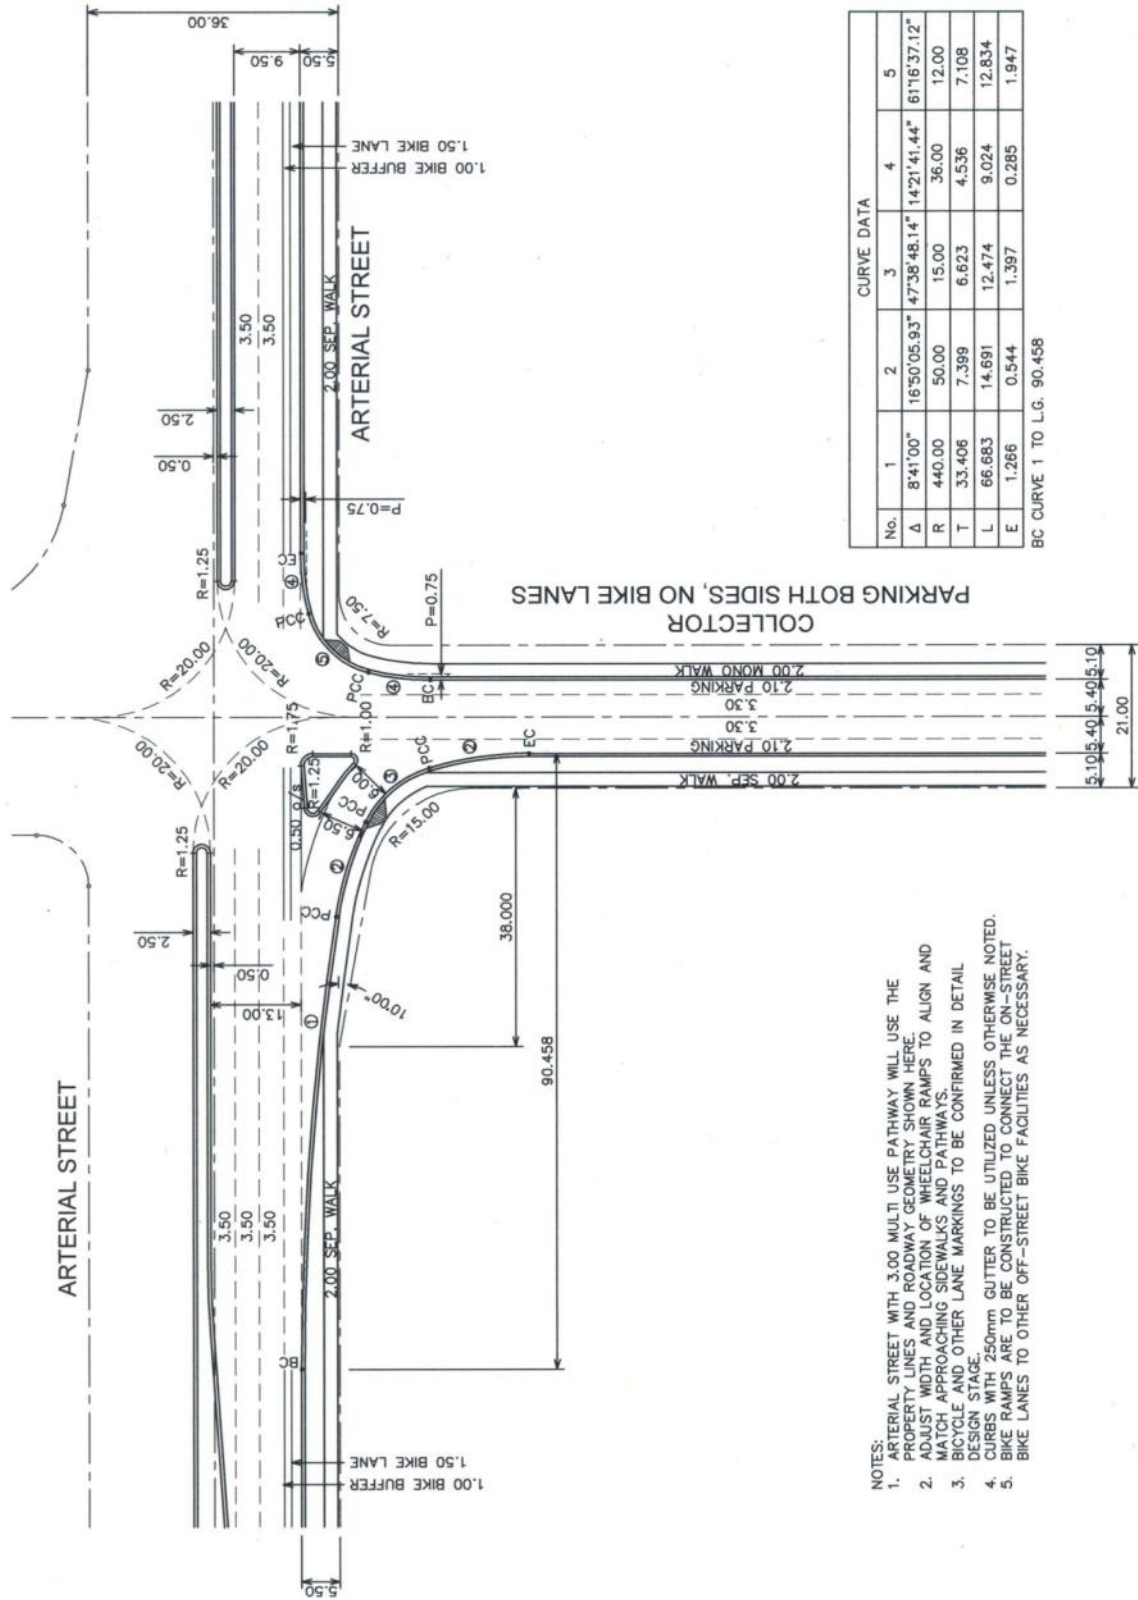 36.00
9.50
5.50
1.50 BIKE LANE
1.00 BIKE BUFFER
3.50
3.50
2.00 SEP. WALK
ARTERIAL STREET
2.50
0.50
P=0.75
R=1.25
EC
4
PCC
5
R=7.50
P=0.75
R=20.00
R=20.00
PCC
4
BC
COLLECTOR
PARKING BOTH SIDES, NO BIKE LANES
2.00 MONO WALK
2.10 PARKING
3.30
3.30
2.10 PARKING
2.00 SEP. WALK
5.10
5.40
5.40
5.10
21.00
R=20.00
R=20.00
R=1.75
R=1.00
R=1.25
0.50 o/s
6.00
6.50
PCC
3
PCC
2
EC
R=15.00
2
PCC
R=1.25
2.50
0.50
13.00
10°00"
1
38.000
90.458
ARTERIAL STREET
3.50
3.50
3.50
2.00 SEP. WALK
BC
1.50 BIKE LANE
1.00 BIKE BUFFER
5.50
CURVE DATA
No. 1 2 3 4 5
Δ 8°41'00" 16°50'05.93" 47°38'48.14" 14°21'41.44" 61°16'37.12"
R 440.00 50.00 15.00 36.00 12.00
T 33.406 7.399 6.623 4.536 7.108
L 66.683 14.691 12.474 9.024 12.834
E 1.266 0.544 1.397 0.285 1.947
BC CURVE 1 TO L.G. 90.458
NOTES:
1. ARTERIAL STREET WITH 3.00 MULTI USE PATHWAY WILL USE THE
PROPERTY LINES AND ROADWAY GEOMETRY SHOWN HERE.
2. ADJUST WIDTH AND LOCATION OF WHEELCHAIR RAMPS TO ALIGN AND
MATCH APPROACHING SIDEWALKS AND PATHWAYS.
3. BICYCLE AND OTHER LANE MARKINGS TO BE CONFIRMED IN DETAIL
DESIGN STAGE.
4. CURBS WITH 250mm GUTTER TO BE UTILIZED UNLESS OTHERWISE NOTED.
5. BIKE RAMPS ARE TO BE CONSTRUCTED TO CONNECT THE ON-STREET
BIKE LANES TO OTHER OFF-STREET BIKE FACILITIES AS NECESSARY.